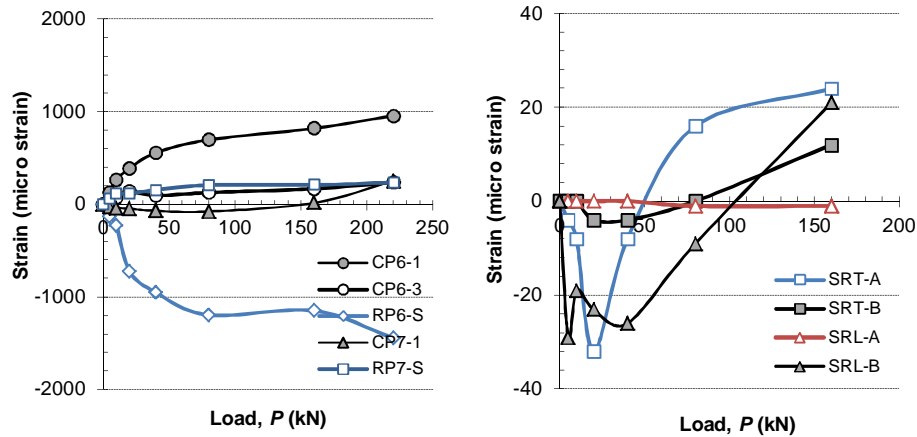 2000
1000
0
-1000
-2000
0
50
100
150
200
250
Strain (micro strain)
Load, P (kN)
CP6-1
CP6-3
RP6-S
CP7-1
RP7-S
40
20
0
-20
-40
0
50
100
150
200
Strain (micro strain)
Load, P (kN)
SRT-A
SRT-B
SRL-A
SRL-B